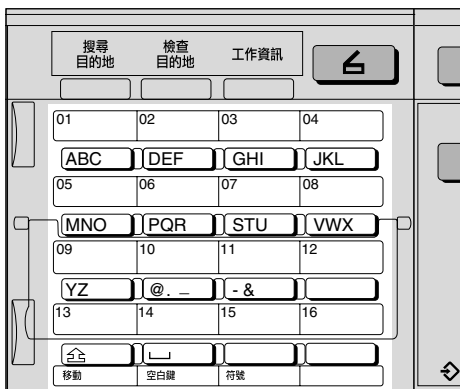 搜尋
目的地
檢查
目的地
工作資訊
01 02 03 04
ABC DEF GHI JKL
05 06 07 08
MNO PQR STU VWX
09 10 11 12
YZ @. _ - &
13 14 15 16
移動 空白鍵 符號